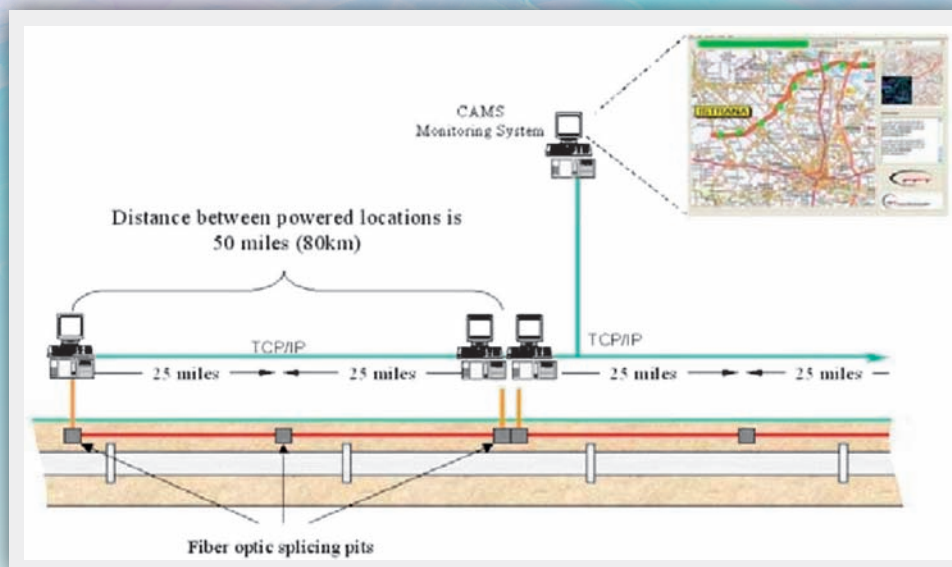 CAMS
Monitoring System
ISTRANA
Distance between powered locations is
50 miles (80km)
TCP/IP
TCP/IP
25 miles
25 miles
25 miles
25 miles
Fiber optic splicing pits